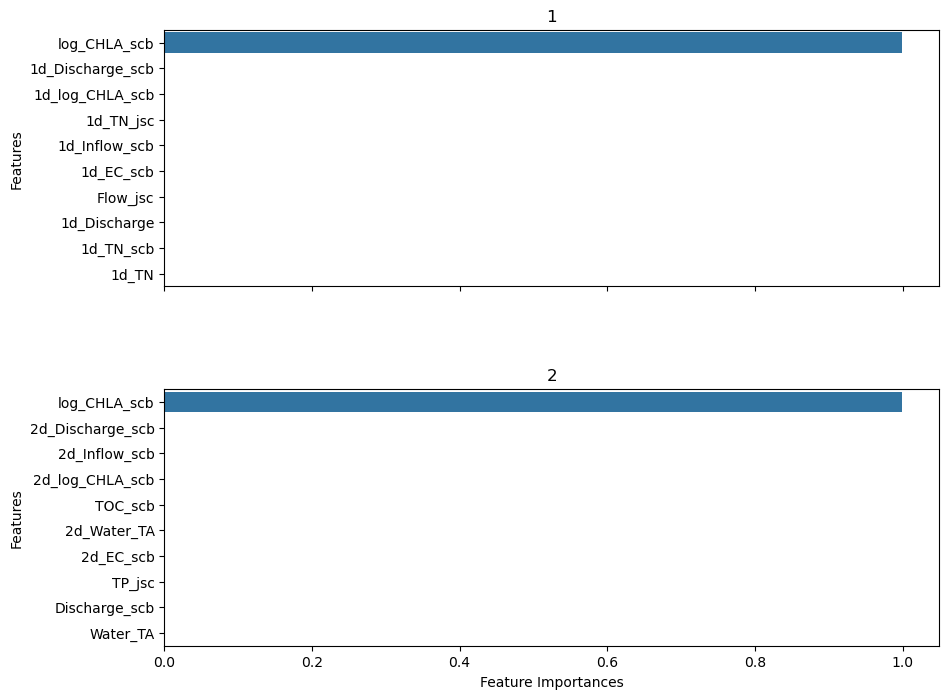 1
log_CHLA_scb
1d_Discharge_scb
1d_log_CHLA_scb
1d_TN_jsc
1d_Inflow_scb
1d_EC_scb
Flow_jsc
1d_Discharge
1d_TN_scb
1d_TN
Features
2
log_CHLA_scb
2d_Discharge_scb
2d_Inflow_scb
2d_log_CHLA_scb
TOC_scb
2d_Water_TA
2d_EC_scb
TP_jsc
Discharge_scb
Water_TA
Features
0.0 0.2 0.4 0.6 0.8 1.0
Feature Importances